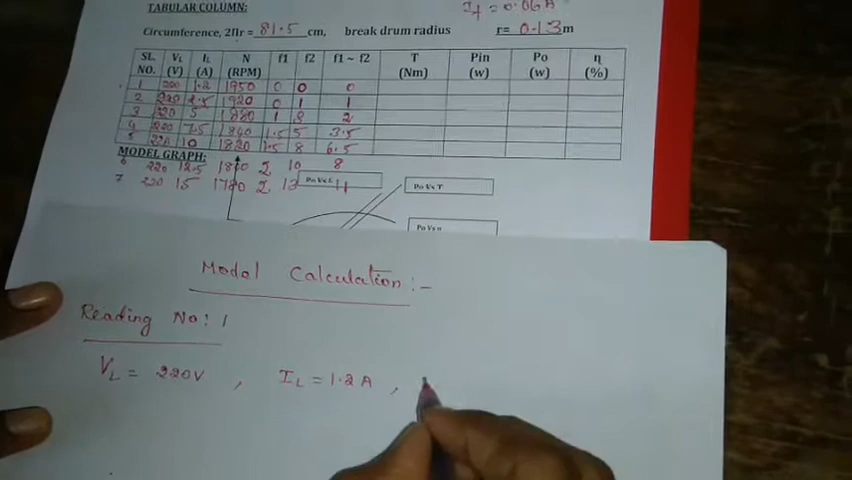 TABULAR COLUMN:
If = 0.06A
Circumference, 2Πr = 81.5 cm, break drum radius r= 0.13m
SL. NO. VL (V) IL (A) N (RPM) f1 f2 f1 ~ f2 T (Nm) Pin (w) Po (w) η (%)
1 220 1.2 1950 0 0 0
2 220 2.5 1920 0 1 1
3 220 5 1880 1 3 2
4 220 7.5 1840 1.5 5 3.5
5 220 10 1820 1.5 8 6.5
MODEL GRAPH:
6 220 12.5 1800 2 10 8
7 220 15 1780 2 13 11
Po Vs I
Po Vs T
Po Vs η
Model Calculation :-
Reading No: 1
VL = 220V , IL = 1.2 A ,